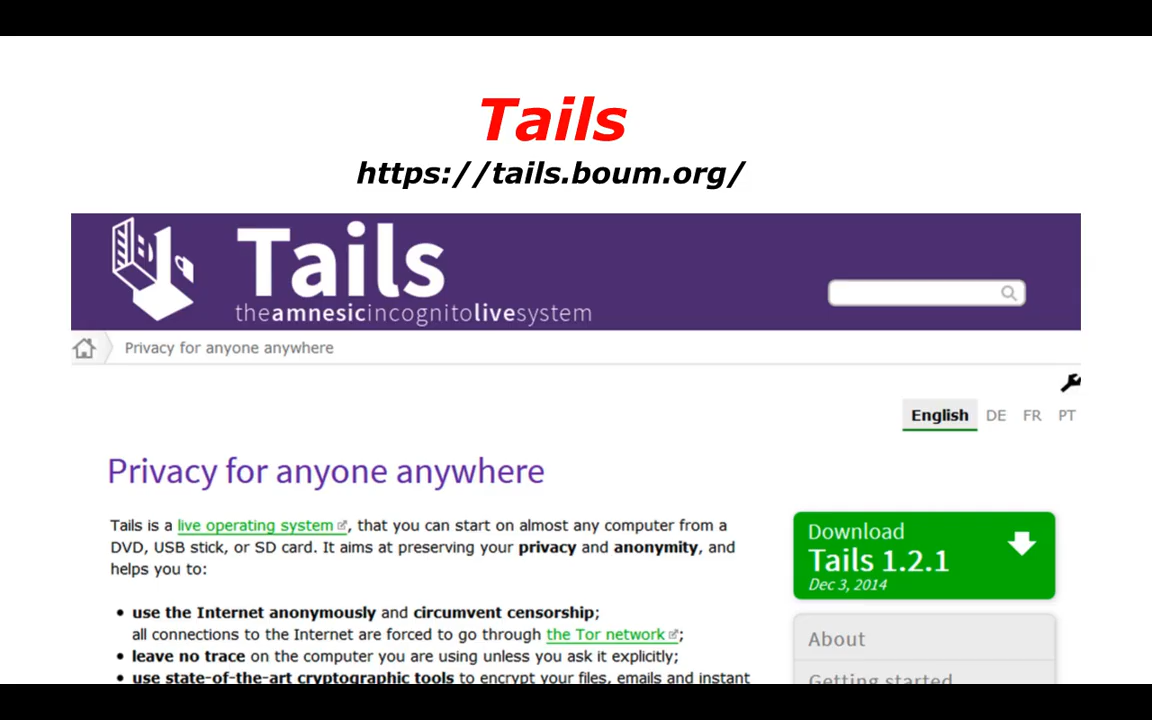 Tails
https://tails.boum.org/
Tails
theamnesicincognitolivesystem
Privacy for anyone anywhere
English DE FR PT
Privacy for anyone anywhere
Tails is a live operating system, that you can start on almost any computer from a
DVD, USB stick, or SD card. It aims at preserving your privacy and anonymity, and
helps you to:
• use the Internet anonymously and circumvent censorship;
all connections to the Internet are forced to go through the Tor network;
• leave no trace on the computer you are using unless you ask it explicitly;
• use state-of-the-art cryptographic tools to encrypt your files, emails and instant
Download
Tails 1.2.1
Dec 3, 2014
About
Getting started